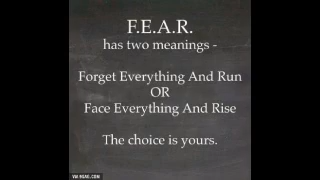 F.E.A.R.
has two meanings -
Forget Everything And Run
OR
Face Everything And Rise
The choice is yours.
VIA 9GAG.COM